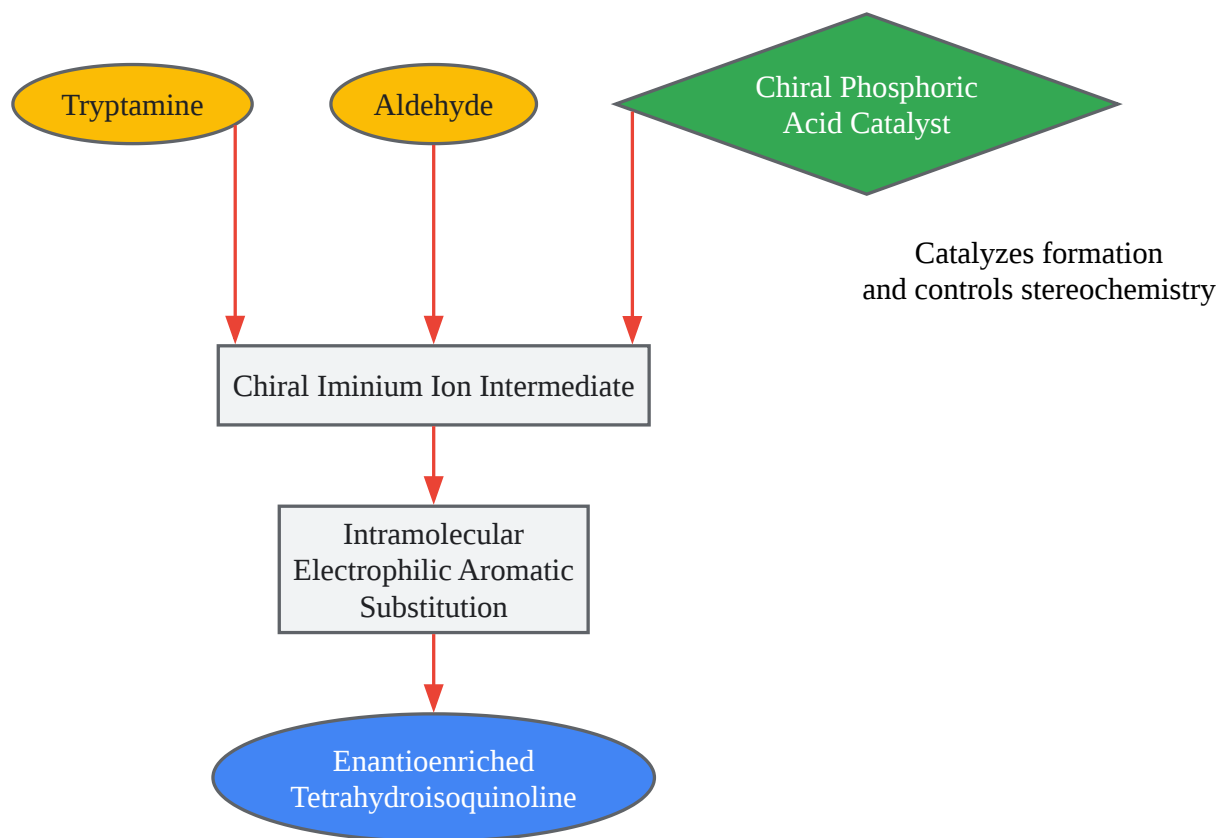 Tryptamine
Aldehyde
Chiral Phosphoric
Acid Catalyst
Catalyzes formation
and controls stereochemistry
Chiral Iminium Ion Intermediate
Intramolecular
Electrophilic Aromatic
Substitution
Enantioenriched
Tetrahydroisoquinoline